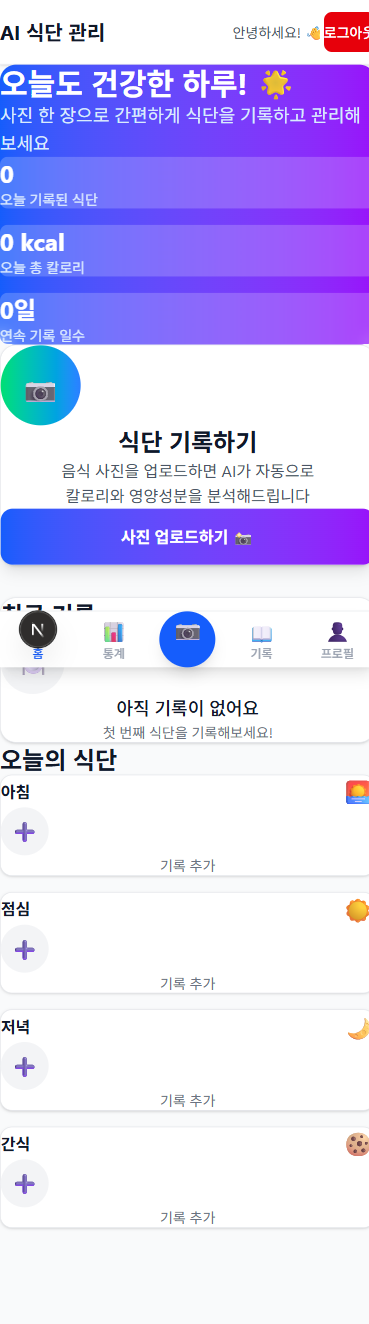 AI 식단 관리
안녕하세요! 👋
로그아웃
오늘도 건강한 하루! 🌟
사진 한 장으로 간편하게 식단을 기록하고 관리해
보세요
0
오늘 기록된 식단
0 kcal
오늘 총 칼로리
0일
연속 기록 일수
식단 기록하기
음식 사진을 업로드하면 AI가 자동으로
칼로리와 영양성분을 분석해드립니다
사진 업로드하기 📸
N
홈
통계
기록
프로필
아직 기록이 없어요
첫 번째 식단을 기록해보세요!
오늘의 식단
아침
기록 추가
점심
기록 추가
저녁
기록 추가
간식
기록 추가